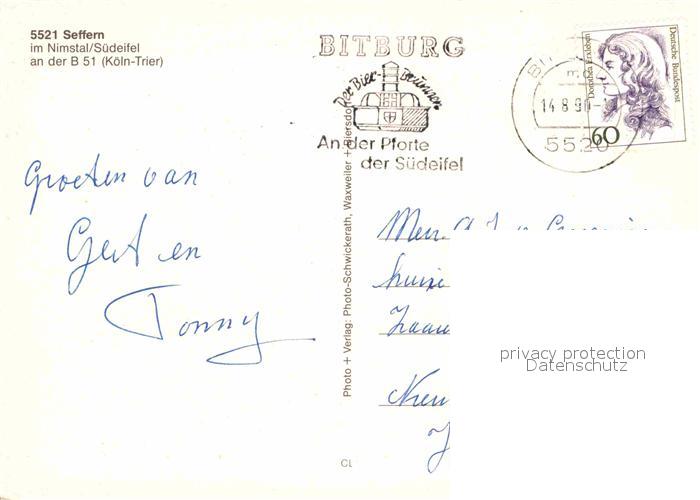 5521 Seffern
im Nimstal/Südeifel
an der B 51 (Köln-Trier)
BITBURG
Der Bier-brunnen
An der Pforte
der Südeifel
14.8.90
5520
Dorothea Erxleben
Deutsche Bundespost
60
Groeten van
Gert en
Tonny
Photo + Verlag: Photo-Schwickerath, Waxweiler + Biersdorf
privacy protection
Datenschutz
CL